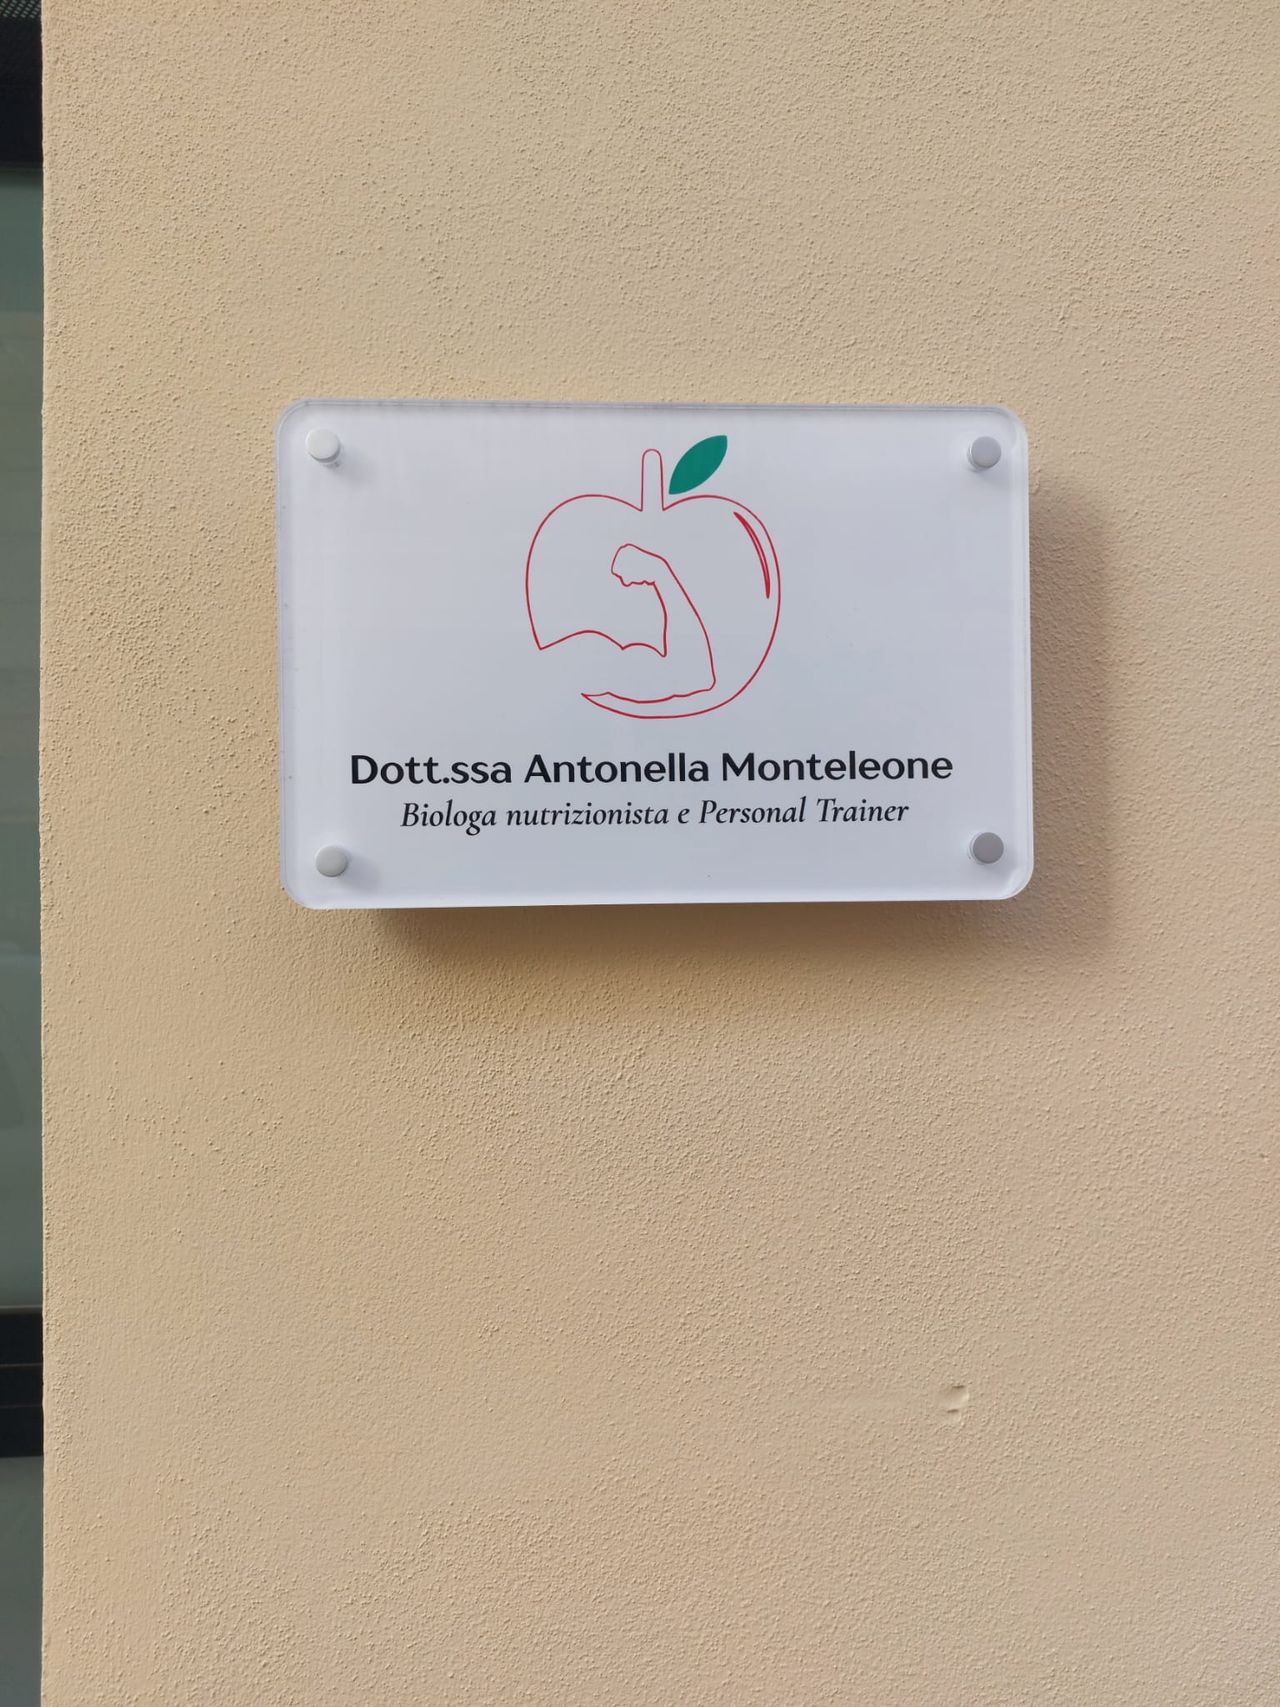 Dott.ssa Antonella Monteleone
Biologa nutrizionista e Personal Trainer